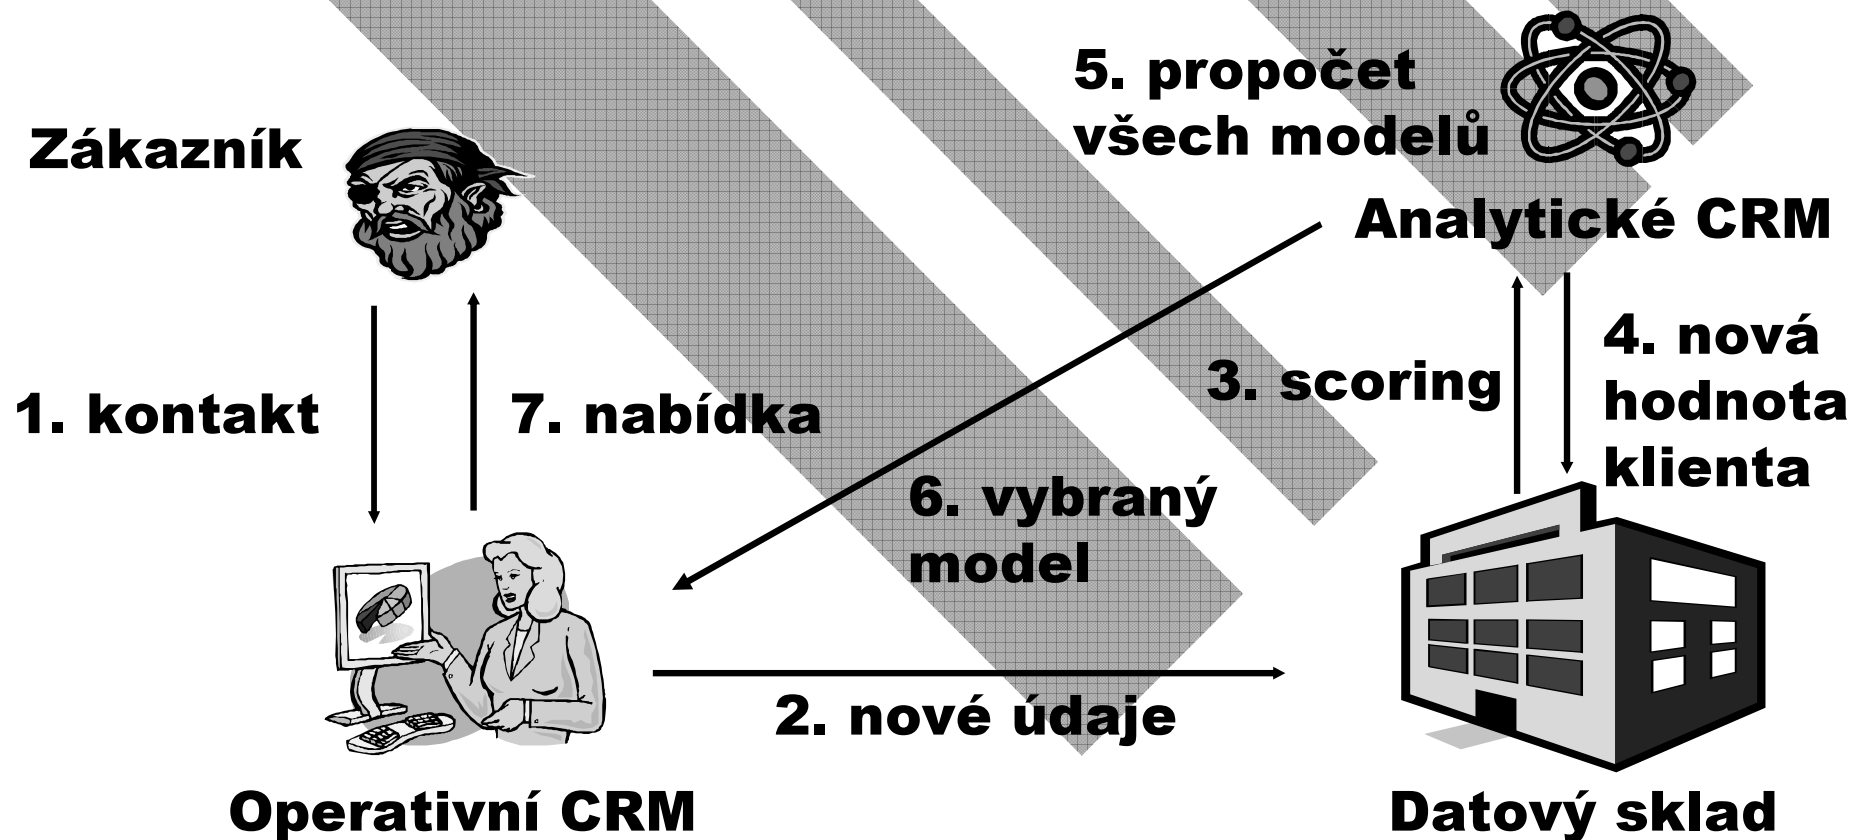 5. propočet
všech modelů
Zákazník
Analytické CRM
4. nová
hodnota
klienta
3. scoring
1. kontakt
7. nabídka
6. vybraný
model
2. nové údaje
Operativní CRM
Datový sklad